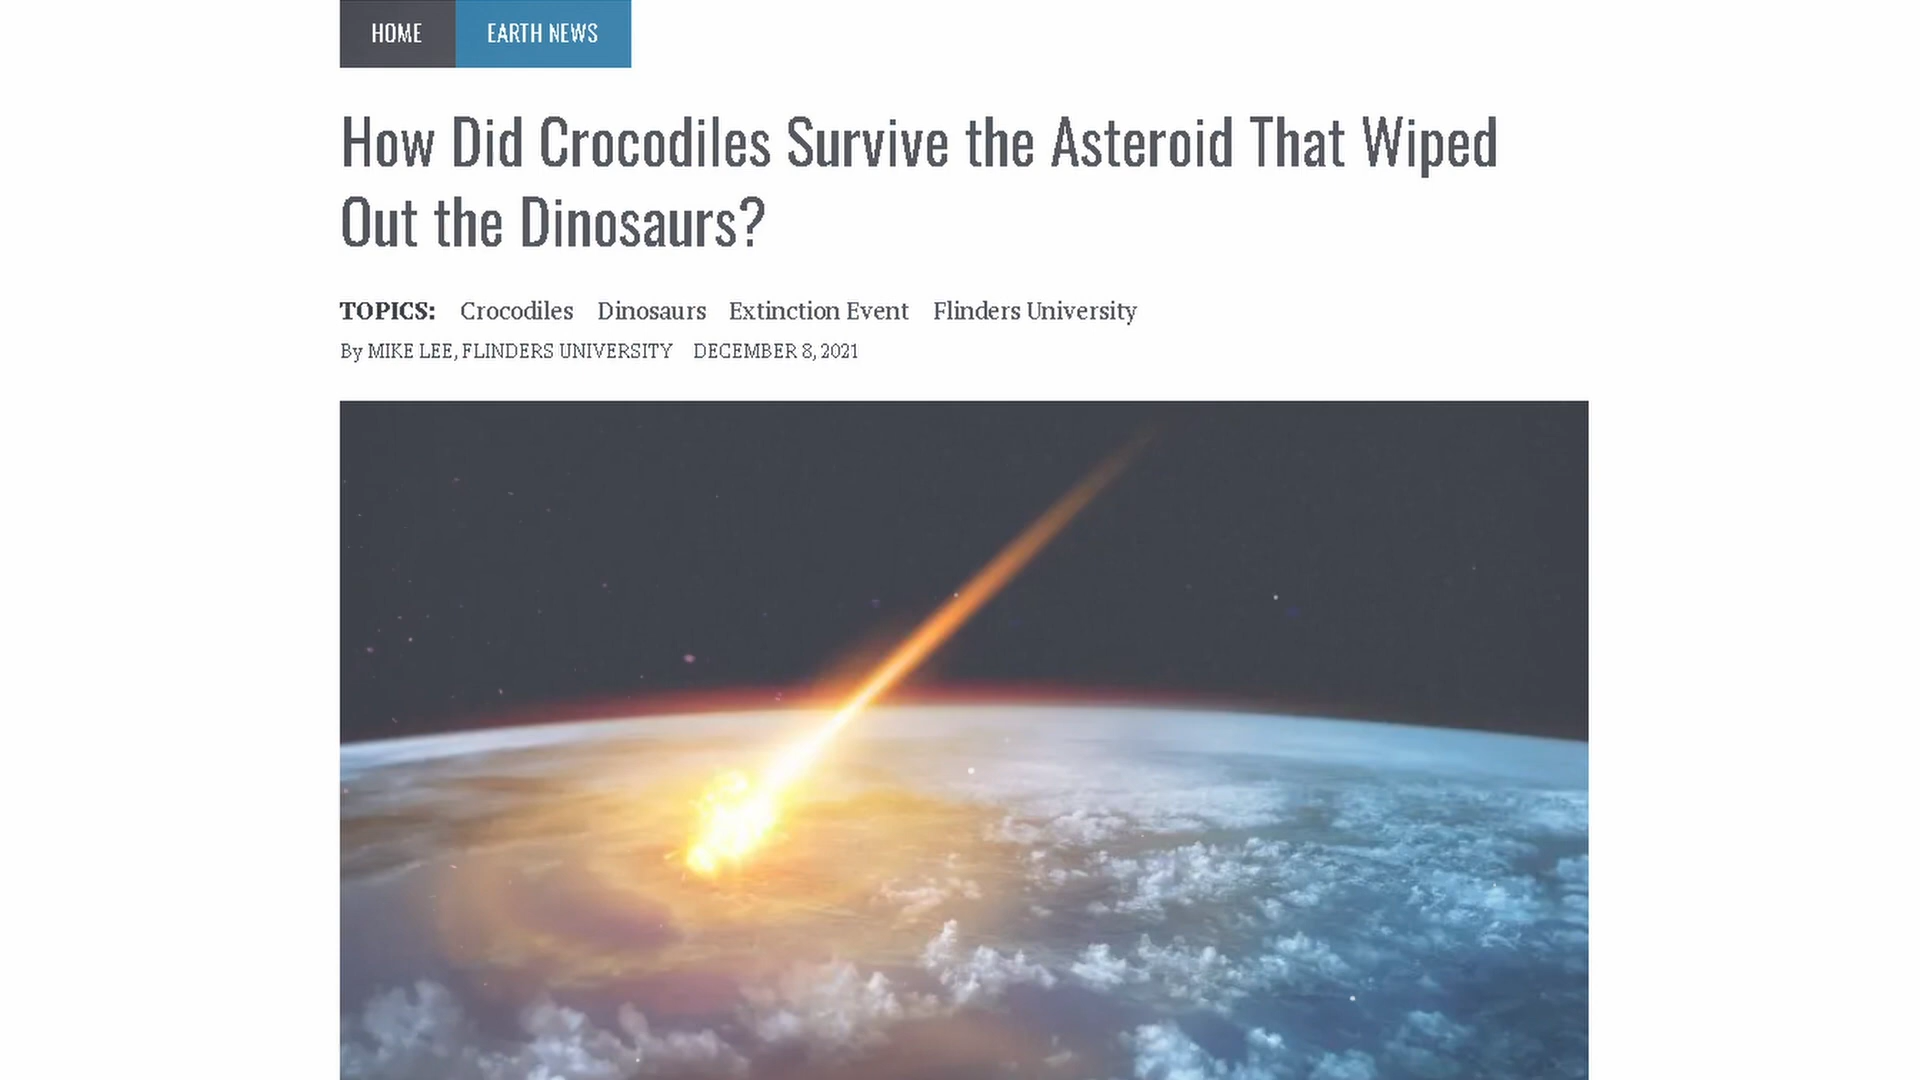 HOME EARTH NEWS
How Did Crocodiles Survive the Asteroid That Wiped
Out the Dinosaurs?
TOPICS: Crocodiles Dinosaurs Extinction Event Flinders University
By MIKE LEE, FLINDERS UNIVERSITY DECEMBER 8, 2021